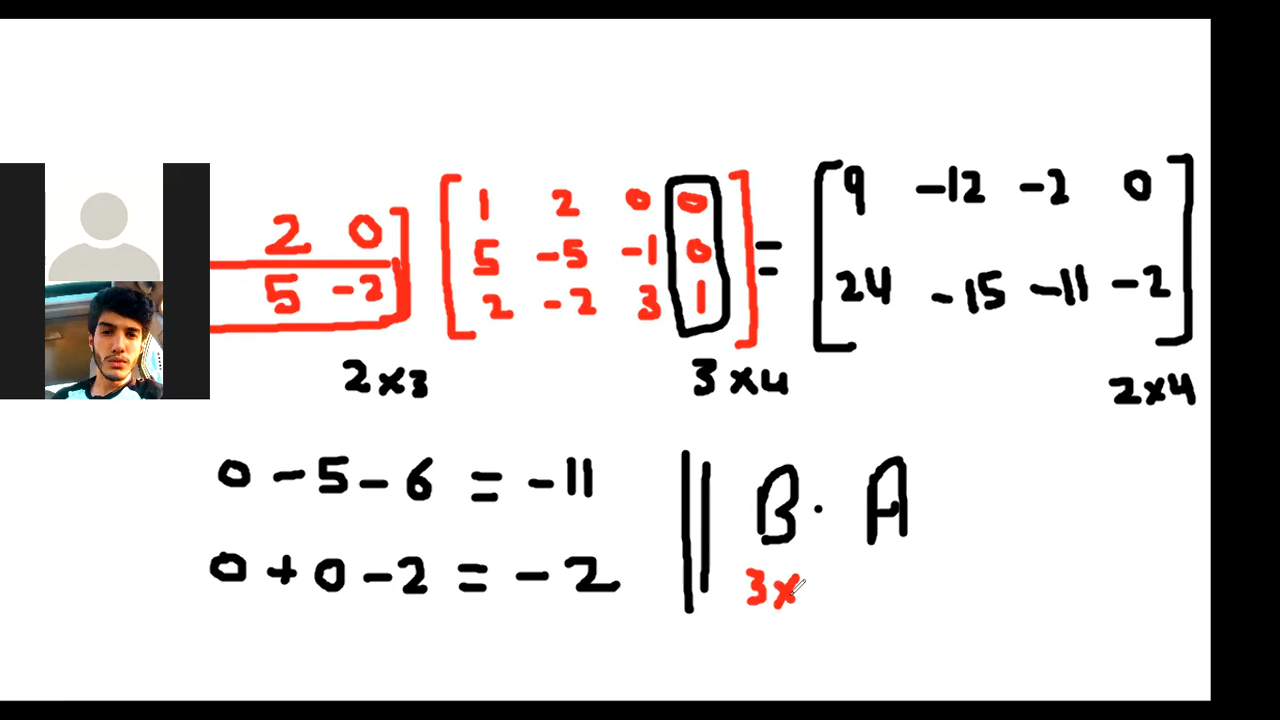 2 0 [ 1 2 0 0 ] [ 9 -12 -2 0 ]
5 -2 ] [ 5 -5 -1 0 ] = [ 24 -15 -11 -2 ]
[ 2 -2 3 1 ]
2x3 3x4 2x4
0 - 5 - 6 = -11 || B . A
0 + 0 - 2 = -2 || 3x